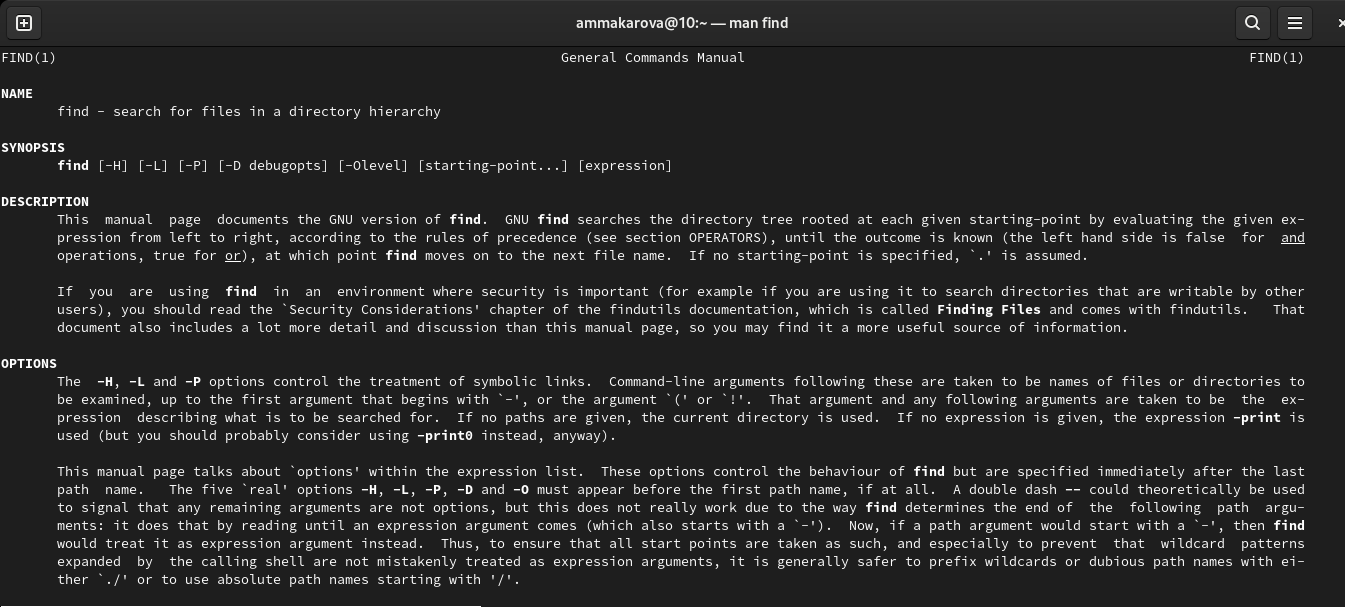 ammakarova@10:~ — man find
FIND(1) General Commands Manual FIND(1)
NAME
find - search for files in a directory hierarchy
SYNOPSIS
find [-H] [-L] [-P] [-D debugopts] [-Olevel] [starting-point...] [expression]
DESCRIPTION
This manual page documents the GNU version of find. GNU find searches the directory tree rooted at each given starting-point by evaluating the given ex-
pression from left to right, according to the rules of precedence (see section OPERATORS), until the outcome is known (the left hand side is false for and
operations, true for or), at which point find moves on to the next file name. If no starting-point is specified, `.' is assumed.
If you are using find in an environment where security is important (for example if you are using it to search directories that are writable by other
users), you should read the `Security Considerations' chapter of the findutils documentation, which is called Finding Files and comes with findutils. That
document also includes a lot more detail and discussion than this manual page, so you may find it a more useful source of information.
OPTIONS
The -H, -L and -P options control the treatment of symbolic links. Command-line arguments following these are taken to be names of files or directories to
be examined, up to the first argument that begins with `-', or the argument `(' or `!'. That argument and any following arguments are taken to be the ex-
pression describing what is to be searched for. If no paths are given, the current directory is used. If no expression is given, the expression -print is
used (but you should probably consider using -print0 instead, anyway).
This manual page talks about `options' within the expression list. These options control the behaviour of find but are specified immediately after the last
path name. The five `real' options -H, -L, -P, -D and -O must appear before the first path name, if at all. A double dash -- could theoretically be used
to signal that any remaining arguments are not options, but this does not really work due to the way find determines the end of the following path argu-
ments: it does that by reading until an expression argument comes (which also starts with a `-'). Now, if a path argument would start with a `-', then find
would treat it as expression argument instead. Thus, to ensure that all start points are taken as such, and especially to prevent that wildcard patterns
expanded by the calling shell are not mistakenly treated as expression arguments, it is generally safer to prefix wildcards or dubious path names with ei-
ther `./' or to use absolute path names starting with '/'.